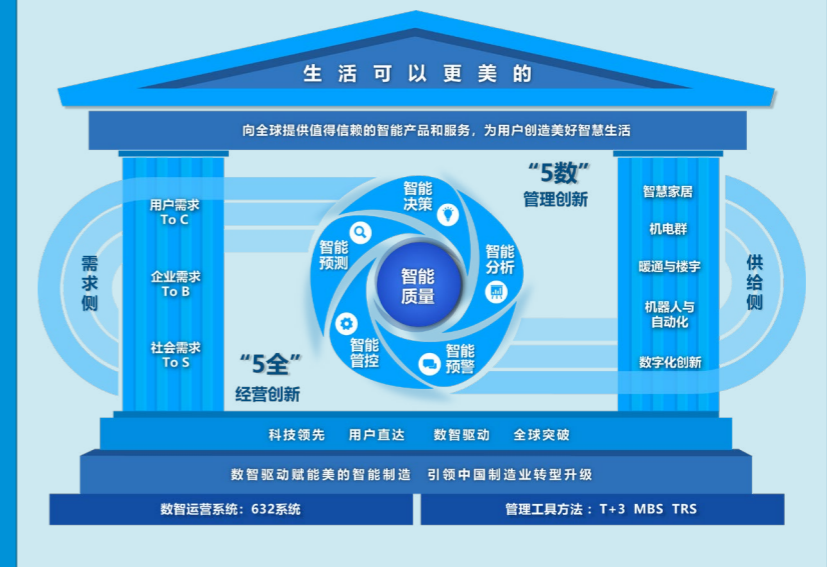 生活可以更美的
向全球提供值得信赖的智能产品和服务，为用户创造美好智慧生活
用户需求
To C
企业需求
To B
社会需求
To S
需求侧
“5全”
经营创新
智能
决策
智能
预测
智能
分析
智能
质量
智能
管控
智能
预警
“5数”
管理创新
智慧家居
机电群
暖通与楼宇
机器人与
自动化
数字化创新
供给侧
科技领先 用户直达 数智驱动 全球突破
数智驱动赋能美的智能制造 引领中国制造业转型升级
数智运营系统：632系统
管理工具方法：T+3 MBS TRS